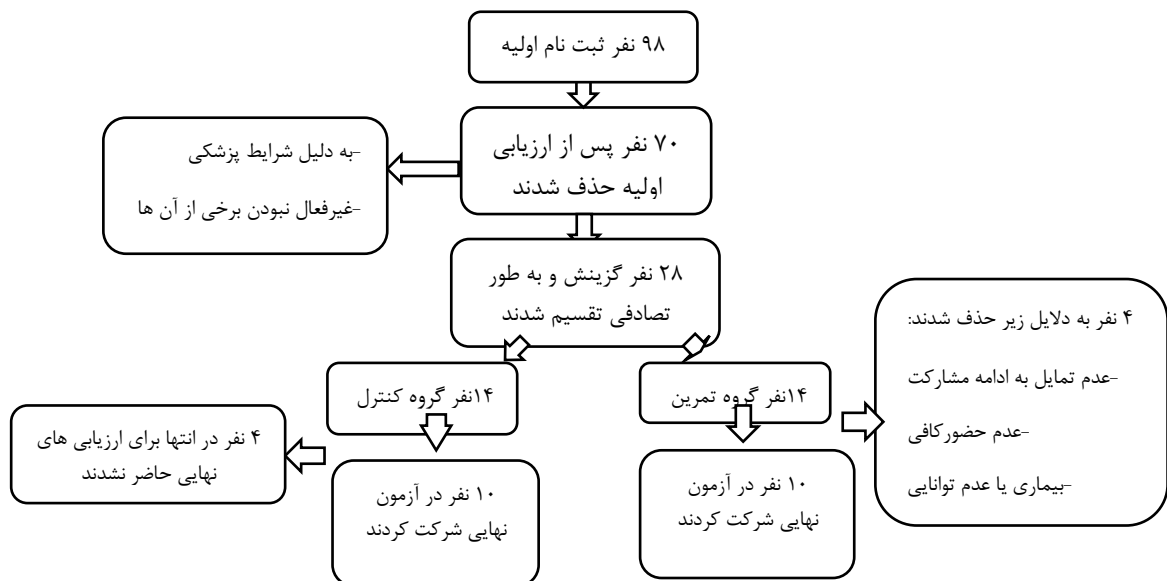 ۹۸ نفر ثبت نام اولیه
۷۰ نفر پس از ارزیابی
اولیه حذف شدند
-به دلیل شرایط پزشکی
-غیرفعال نبودن برخی از آن ها
۲۸ نفر گزینش و به طور
تصادفی تقسیم شدند
۴ نفر به دلایل زیر حذف شدند:
-عدم تمایل به ادامه مشارکت
-عدم حضورکافی
-بیماری یا عدم توانایی
۱۴نفر گروه تمرین
۱۴نفر گروه کنترل
۴ نفر در انتها برای ارزیابی های
نهایی حاضر نشدند
۱۰ نفر در آزمون
نهایی شرکت کردند
۱۰ نفر در آزمون
نهایی شرکت کردند